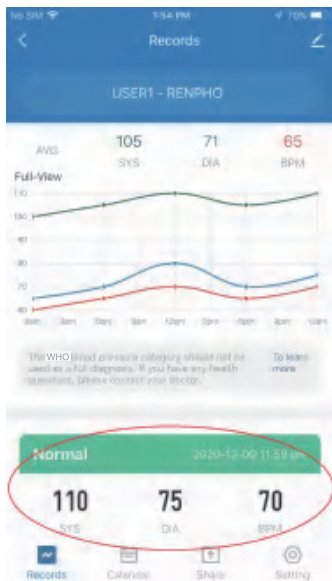 No SIM 1:54 PM 70%
Records
USER1 - RENPHO
AVG 105 71 65
SYS DIA BPM
Full-View
110
100
90
80
70
60
The WHO blood pressure category should not be To learn
used as a full diagnosis. If you have any health more
questions, please consult your doctor.
Normal 2020-12-09 11:59
110 75 70
SYS DIA BPM
Records Calendar Share Setting